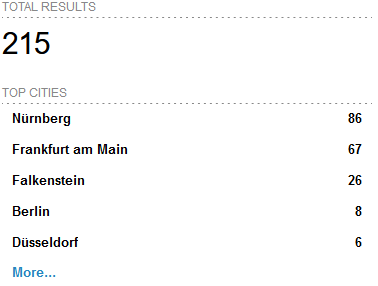 TOTAL RESULTS
215
TOP CITIES
Nürnberg 86
Frankfurt am Main 67
Falkenstein 26
Berlin 8
Düsseldorf 6
More...